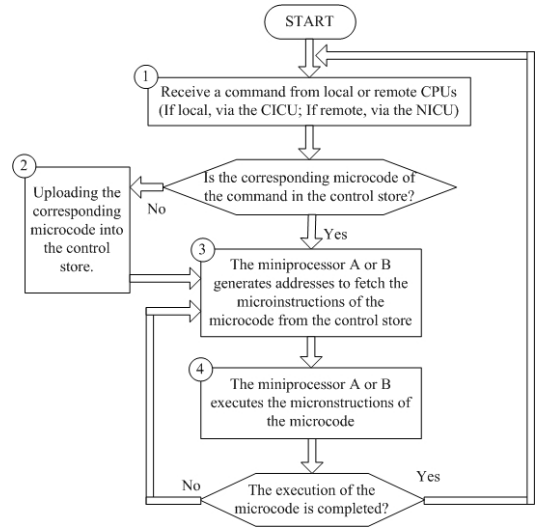 START
1
Receive a command from local or remote CPUs
(If local, via the CICU; If remote, via the NICU)
Is the corresponding microcode of
the command in the control store?
No
Yes
2
Uploading the
corresponding
microcode into
the control
store.
3
The miniprocessor A or B
generates addresses to fetch the
microinstructions of the
microcode from the control store
4
The miniprocessor A or B
executes the micronstructions of
the microcode
The execution of the
microcode is completed?
No
Yes